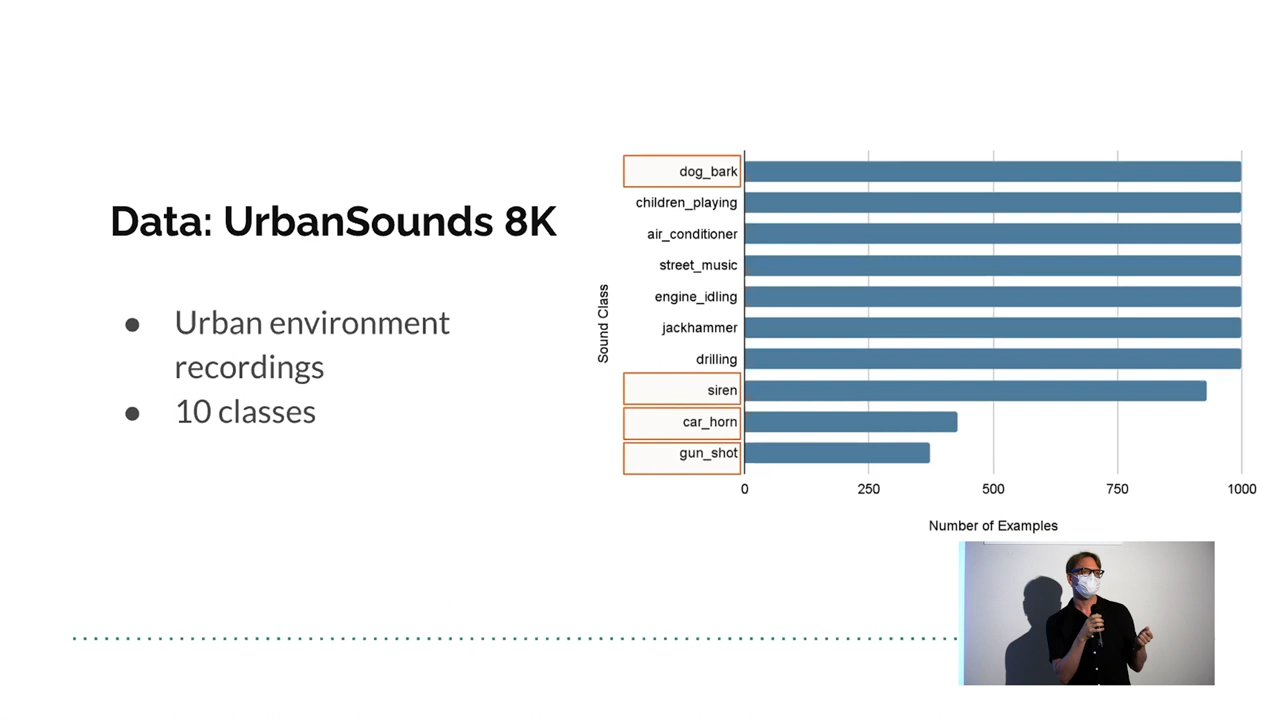 Data: UrbanSounds 8K
● Urban environment
recordings
● 10 classes
Sound Class
dog_bark
children_playing
air_conditioner
street_music
engine_idling
jackhammer
drilling
siren
car_horn
gun_shot
0 250 500 750 1000
Number of Examples